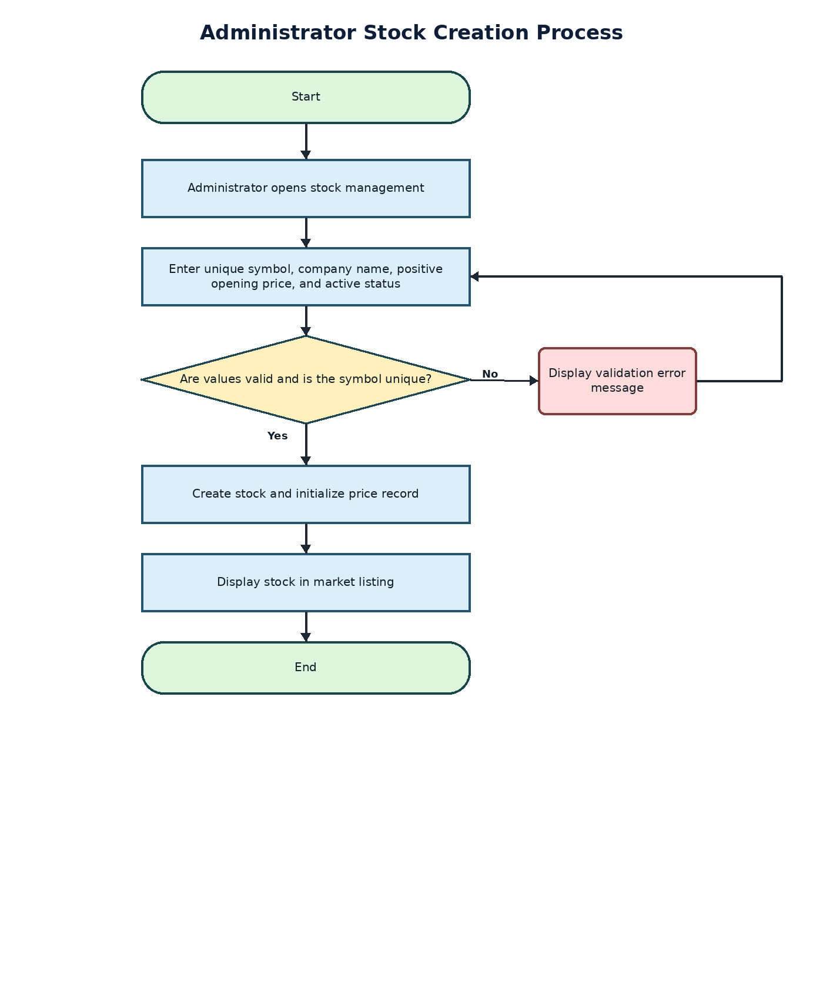 Administrator Stock Creation Process
Start
Administrator opens stock management
Enter unique symbol, company name, positive
opening price, and active status
Are values valid and is the symbol unique?
No
Display validation error
message
Yes
Create stock and initialize price record
Display stock in market listing
End